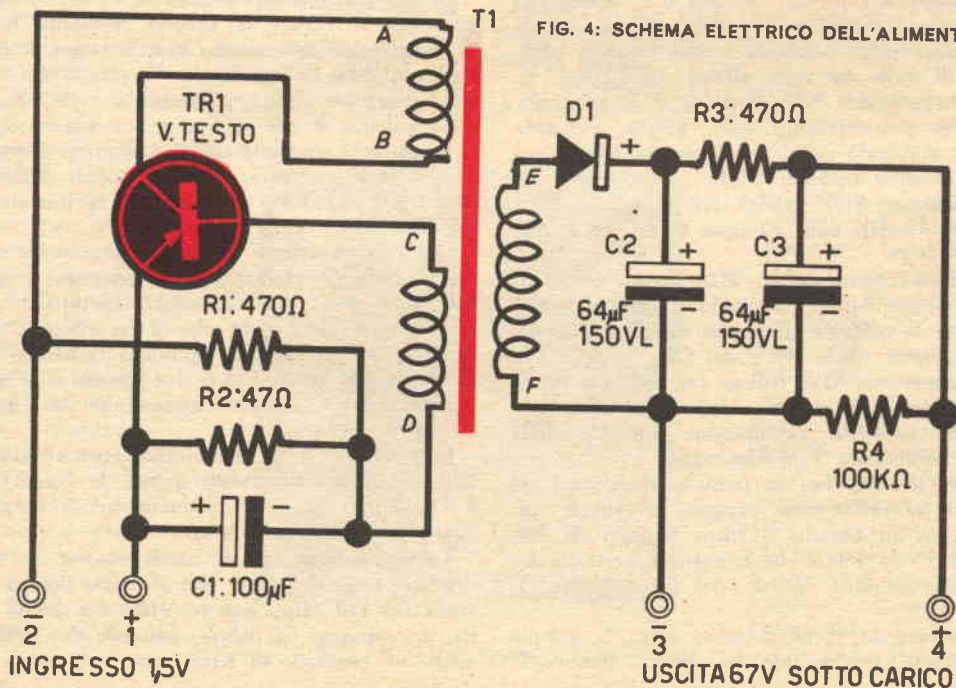 FIG. 4: SCHEMA ELETTRICO DELL'ALIMENT
T1
A
TR1
V. TESTO
B
C
R1:470Ω
R2:47Ω
D
+ -
C1:100µF
D1
R3:470Ω
E
+
C2
+
-
64µF
150VL
C3
+
-
64µF
150VL
F
R4
100KΩ
-
2
+
1
INGRESSO 1,5V
-
3
+
4
USCITA 67V SOTTO CARICO